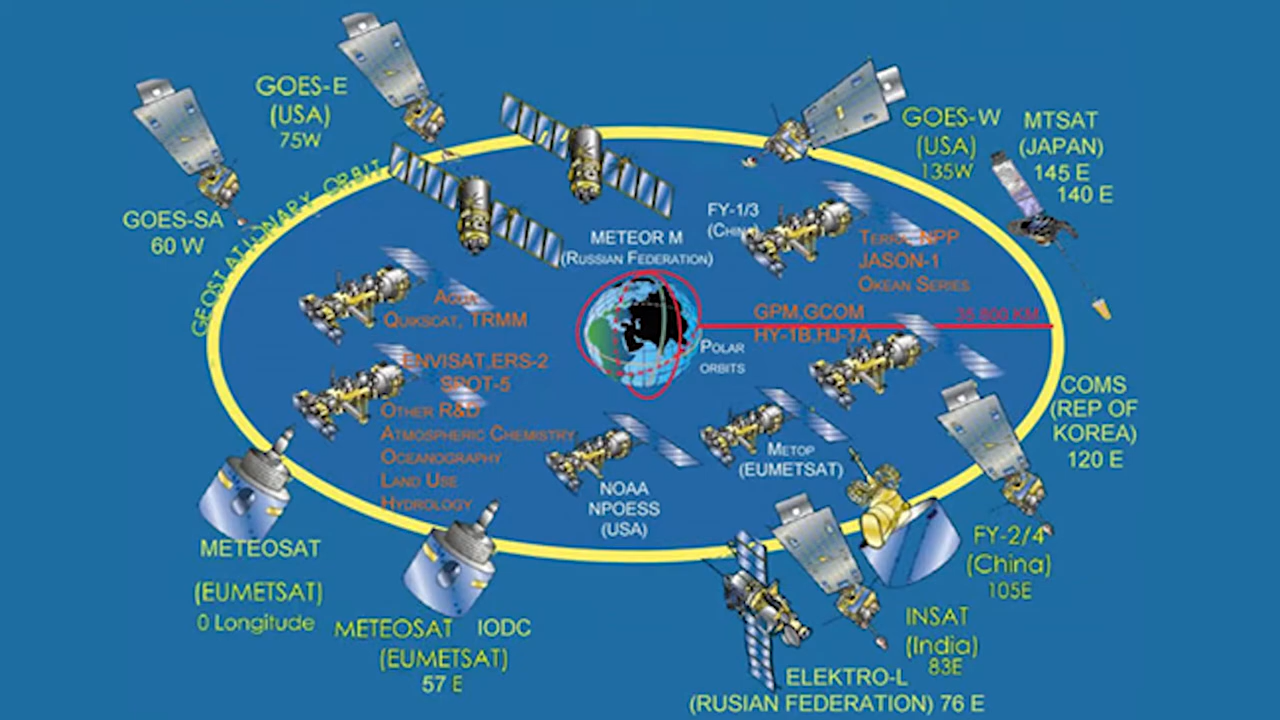 GOES-E
(USA)
75W
GOES-SA
60 W
GEOSTATIONARY ORBIT
GOES-W
(USA)
135W
MTSAT
(JAPAN)
145 E
140 E
METEOR M
(RUSSIAN FEDERATION)
FY-1/3
(CHINA)
TERRA, NPP
JASON-1
OKEAN SERIES
AQUA
QUIKSCAT, TRMM
GPM,GCOM
HY-1B,HJ-1A
35 800 KM
POLAR
ORBITS
ENVISAT,ERS-2
SPOT-5
OTHER R&D
ATMOSPHERIC CHEMISTRY
OCEANOGRAPHY
LAND USE
HYDROLOGY
METOP
(EUMETSAT)
NOAA
NPOESS
(USA)
COMS
(REP OF
KOREA)
120 E
FY-2/4
(China)
105E
INSAT
(India)
83E
ELEKTRO-L
(RUSIAN FEDERATION) 76 E
METEOSAT
(EUMETSAT)
0 Longitude
METEOSAT IODC
(EUMETSAT)
57 E